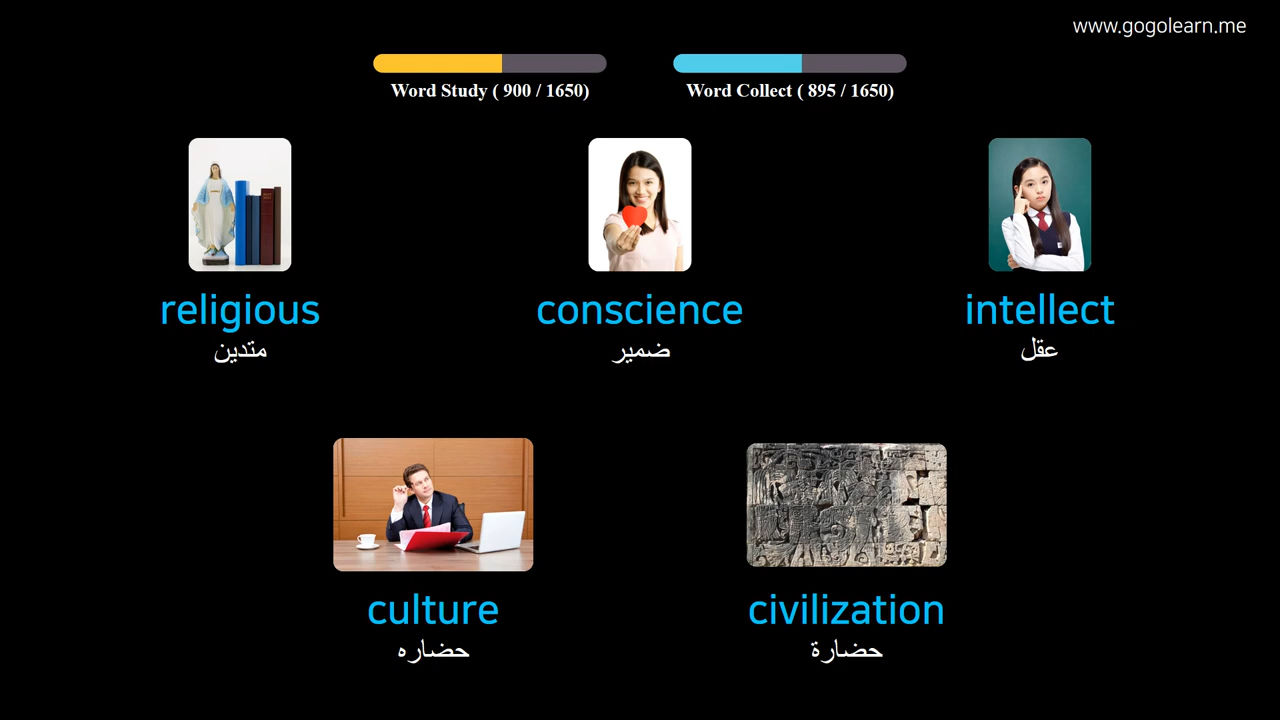 www.gogolearn.me
Word Study ( 900 / 1650)
Word Collect ( 895 / 1650)
religious
متدين
conscience
ضمير
intellect
عقل
culture
حضاره
civilization
حضارة